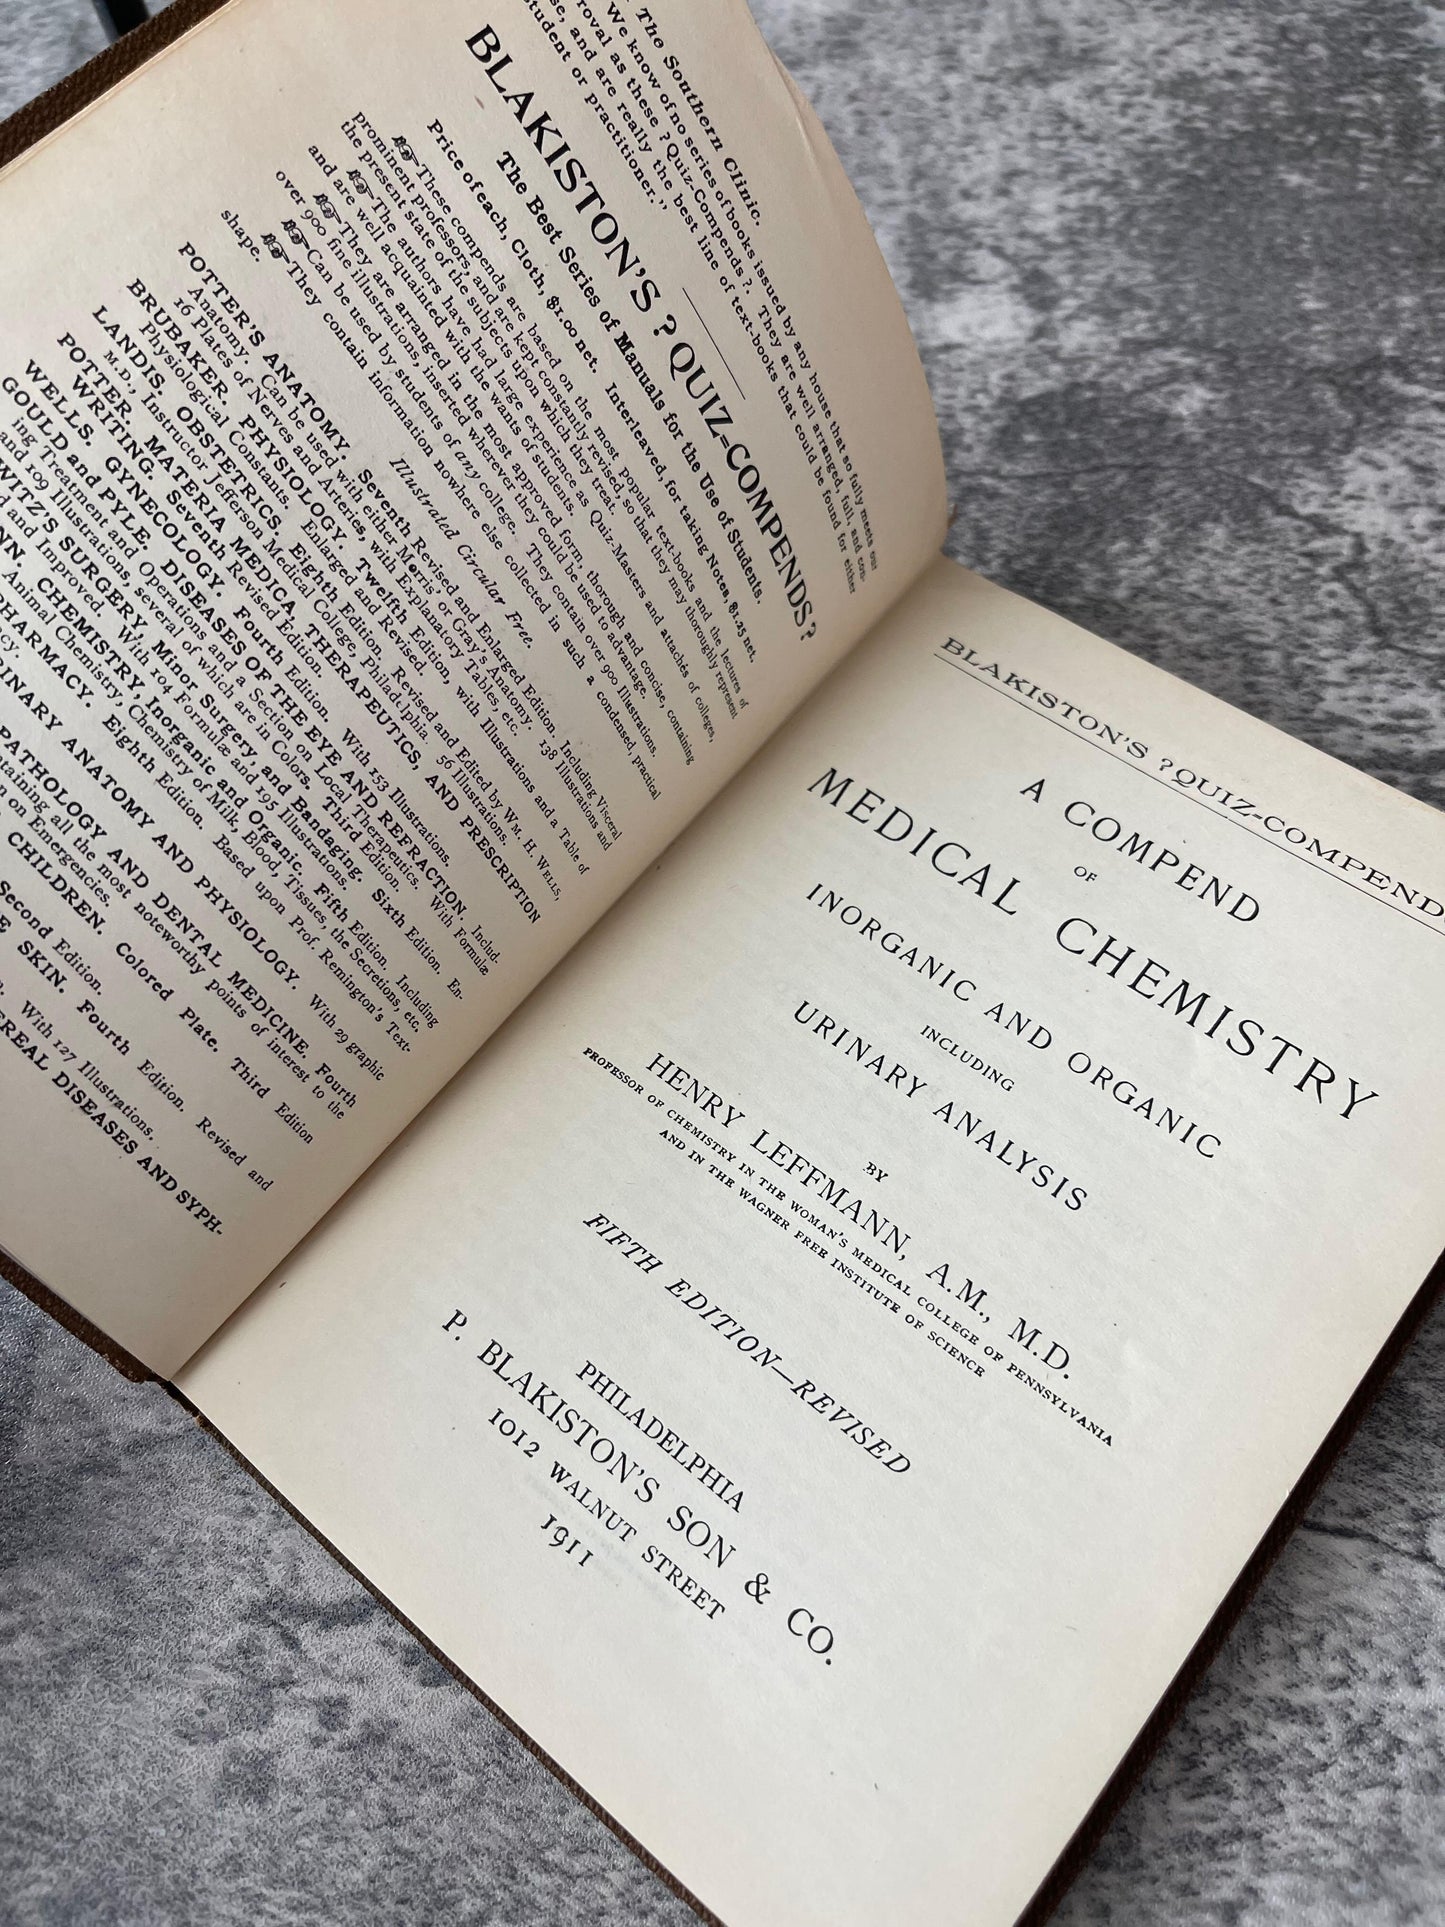 The Southern Clinic.
We know of no series of books issued by any house that so fully meets our
roval as these ?Quiz-Compends?. They are well arranged, full, and con-
se, and are really the best line of text-books that could be found for either
student or practitioner."
BLAKISTON'S ?QUIZ-COMPENDS?
The Best Series of Manuals for the Use of Students.
Price of each, Cloth, $1.00 net. Interleaved, for taking Notes, $1.25 net.
These compends are based on the most popular text-books and the lectures of
prominent professors, and are kept constantly revised, so that they may thoroughly represent
the present state of the subjects upon which they treat.
The authors have had large experience as Quiz-Masters and attachés of colleges,
and are well acquainted with the wants of students.
They are arranged in the most approved form, thorough and concise, containing
over 900 fine illustrations, inserted wherever they could be used to advantage.
Can be used by students of any college.
They contain information nowhere else collected in such a condensed, practical
shape. Illustrated Circular Free.
POTTER'S ANATOMY. Seventh Revised and Enlarged Edition. Including Visceral
Anatomy. Can be used with either Morris' or Gray's Anatomy. 138 Illustrations and
16 Plates of Nerves and Arteries, with Explanatory Tables, etc.
BRUBAKER. PHYSIOLOGY. Twelfth Edition, with Illustrations and a Table of
Physiological Constants. Enlarged and Revised.
LANDIS. OBSTETRICS. Eighth Edition. Revised and Edited by WM. H. WELLS,
M.D., Instructor Jefferson Medical College, Philadelphia. 56 Illustrations.
POTTER. MATERIA MEDICA, THERAPEUTICS, AND PRESCRIPTION
WRITING. Seventh Revised Edition.
WELLS. GYNECOLOGY. Fourth Edition. With 153 Illustrations.
GOULD and PYLE. DISEASES OF THE EYE AND REFRACTION. Includ-
ing Treatment and Operations and a Section on Local Therapeutics. With Formulæ
and 109 Illustrations, several of which are in Colors. Third Edition.
WITZ'S SURGERY, Minor Surgery, and Bandaging. Sixth Edition. En-
and Improved. With 104 Formulæ and 195 Illustrations.
NN. CHEMISTRY, Inorganic and Organic. Fifth Edition. Including
Animal Chemistry, Chemistry of Milk, Blood, Tissues, the Secretions, etc.
PHARMACY. Eighth Edition. Based upon Prof. Remington's Text-
cy.
RINARY ANATOMY AND PHYSIOLOGY. With 29 graphic
PATHOLOGY AND DENTAL MEDICINE. Fourth
ntaining all the most noteworthy points of interest to the
on on Emergencies.
CHILDREN. Colored Plate. Third Edition
Second Edition.
E SKIN. Fourth Edition. Revised and
n. With 127 Illustrations.
EREAL DISEASES AND SYPH-
BLAKISTON'S ?QUIZ-COMPENDS
A COMPEND
OF
MEDICAL CHEMISTRY
INORGANIC AND ORGANIC
INCLUDING
URINARY ANALYSIS
BY
HENRY LEFFMANN, A.M., M.D.
PROFESSOR OF CHEMISTRY IN THE WOMAN'S MEDICAL COLLEGE OF PENNSYLVANIA
AND IN THE WAGNER FREE INSTITUTE OF SCIENCE
FIFTH EDITION—REVISED
PHILADELPHIA
P. BLAKISTON'S SON & CO.
1012 WALNUT STREET
1911